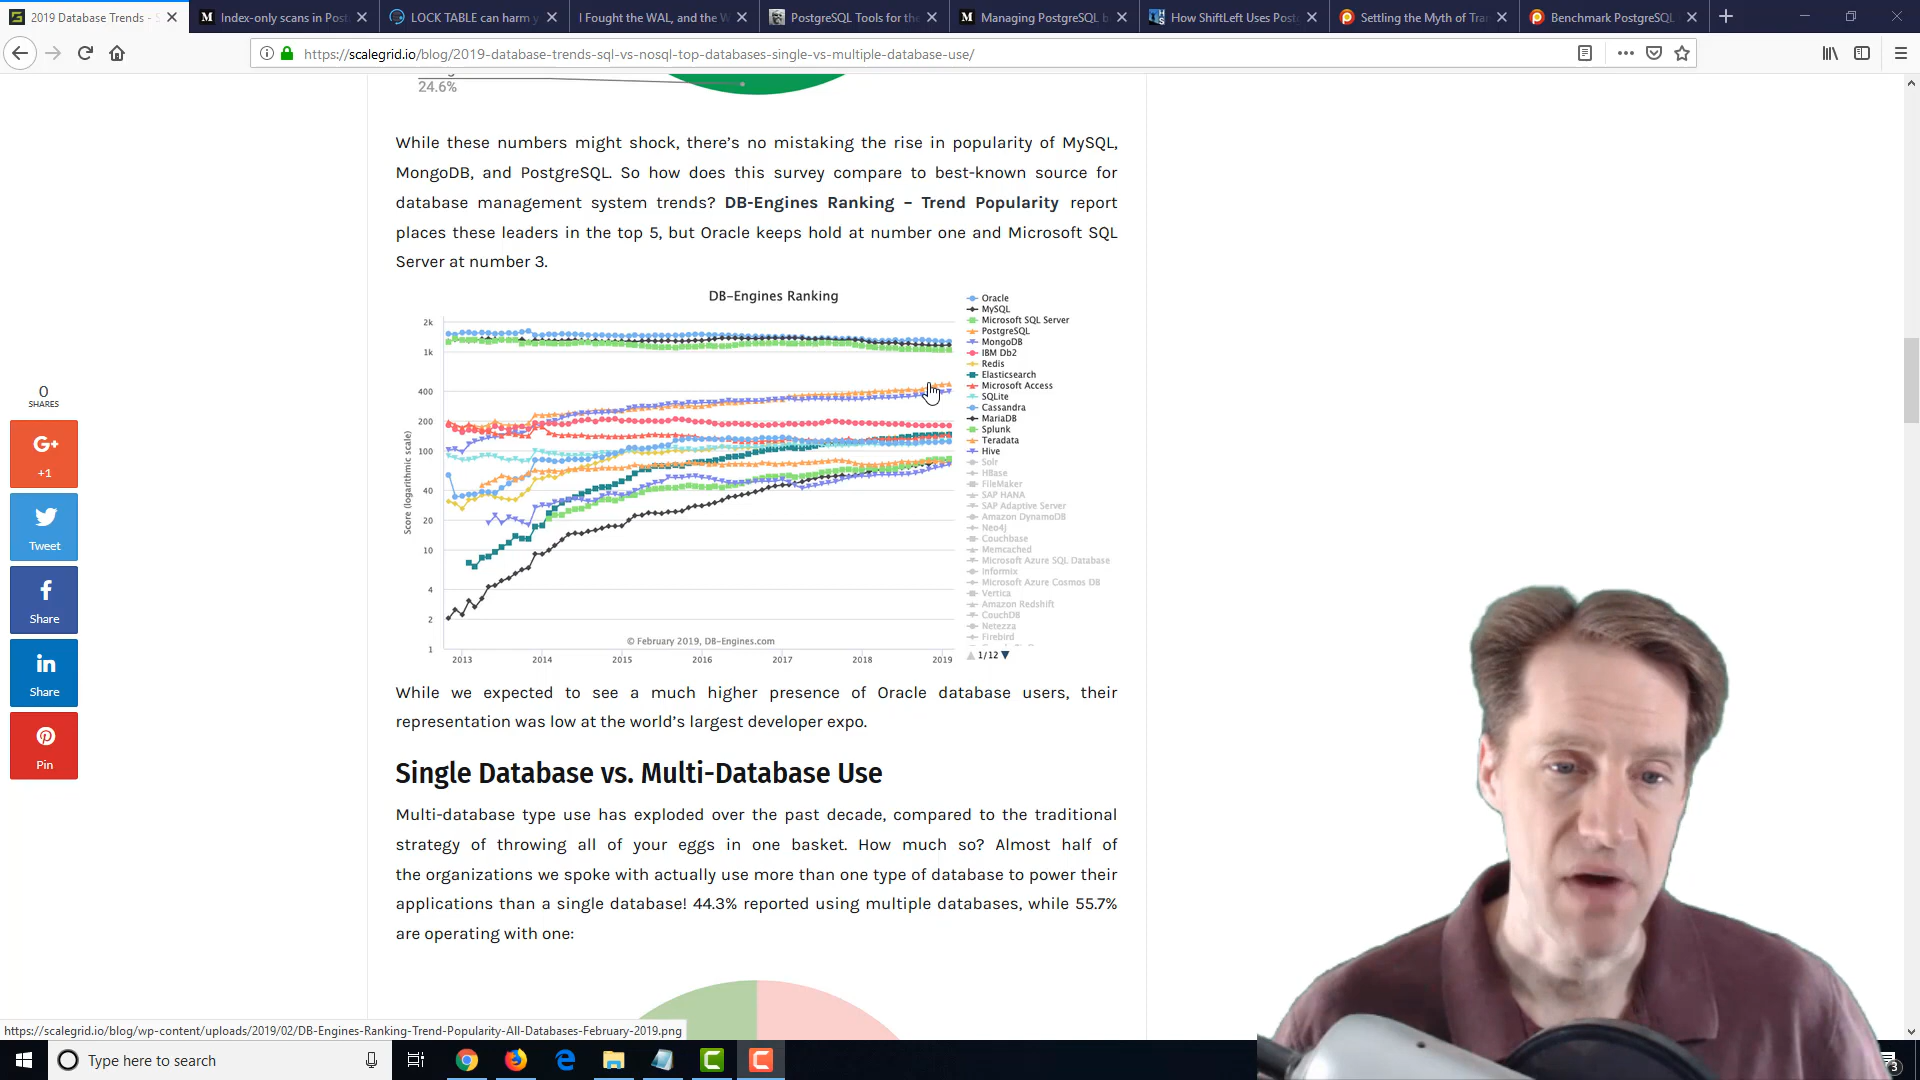 2019 Database Trends - S
Index-only scans in Post
LOCK TABLE can harm y
I Fought the WAL, and the W
PostgreSQL Tools for the
Managing PostgreSQL b
How ShiftLeft Uses Postg
Settling the Myth of Tra
Benchmark PostgreSQL
https://scalegrid.io/blog/2019-database-trends-sql-vs-nosql-top-databases-single-vs-multiple-database-use/
24.6%
While these numbers might shock, there's no mistaking the rise in popularity of MySQL,
MongoDB, and PostgreSQL. So how does this survey compare to best-known source for
database management system trends? DB-Engines Ranking – Trend Popularity report
places these leaders in the top 5, but Oracle keeps hold at number one and Microsoft SQL
Server at number 3.
DB-Engines Ranking
Score (logarithmic scale)
2k
1k
400
200
100
40
20
10
4
2
1
2013
2014
2015
2016
2017
2018
2019
© February 2019, DB-Engines.com
Oracle
MySQL
Microsoft SQL Server
PostgreSQL
MongoDB
IBM Db2
Redis
Elasticsearch
Microsoft Access
SQLite
Cassandra
MariaDB
Splunk
Teradata
Hive
Solr
HBase
FileMaker
SAP HANA
SAP Adaptive Server
Amazon DynamoDB
Neo4j
Couchbase
Memcached
Microsoft Azure SQL Database
Informix
Microsoft Azure Cosmos DB
Vertica
Amazon Redshift
CouchDB
Netezza
Firebird
1/12
0
SHARES
G+
+1
Tweet
f
Share
in
Share
Pin
While we expected to see a much higher presence of Oracle database users, their
representation was low at the world's largest developer expo.
Single Database vs. Multi-Database Use
Multi-database type use has exploded over the past decade, compared to the traditional
strategy of throwing all of your eggs in one basket. How much so? Almost half of
the organizations we spoke with actually use more than one type of database to power their
applications than a single database! 44.3% reported using multiple databases, while 55.7%
are operating with one:
https://scalegrid.io/blog/wp-content/uploads/2019/02/DB-Engines-Ranking-Trend-Popularity-All-Databases-February-2019.png
Type here to search
3